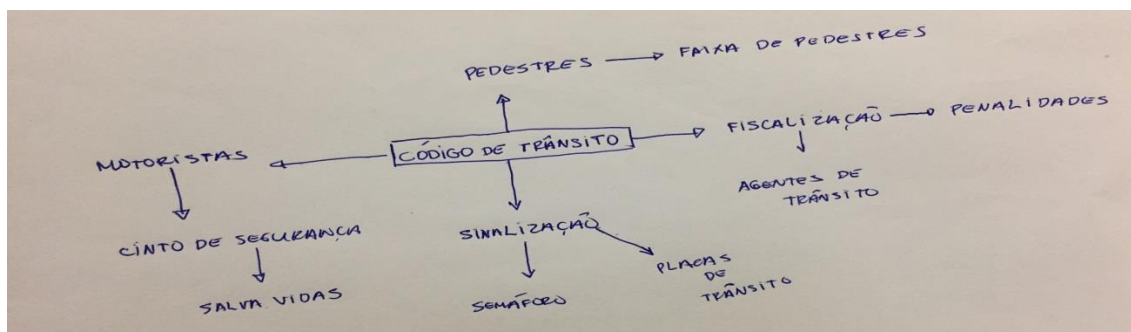 PEDESTRES → FAIXA DE PEDESTRES
FISCALIZAÇÃO → PENALIDADES
CÓDIGO DE TRÂNSITO
MOTORISTAS
AGENTES DE
TRÂNSITO
CINTO DE SEGURANÇA
SINALIZAÇÃO
PLACAS
DE
TRÂNSITO
SALVA VIDAS
SEMÁFORO